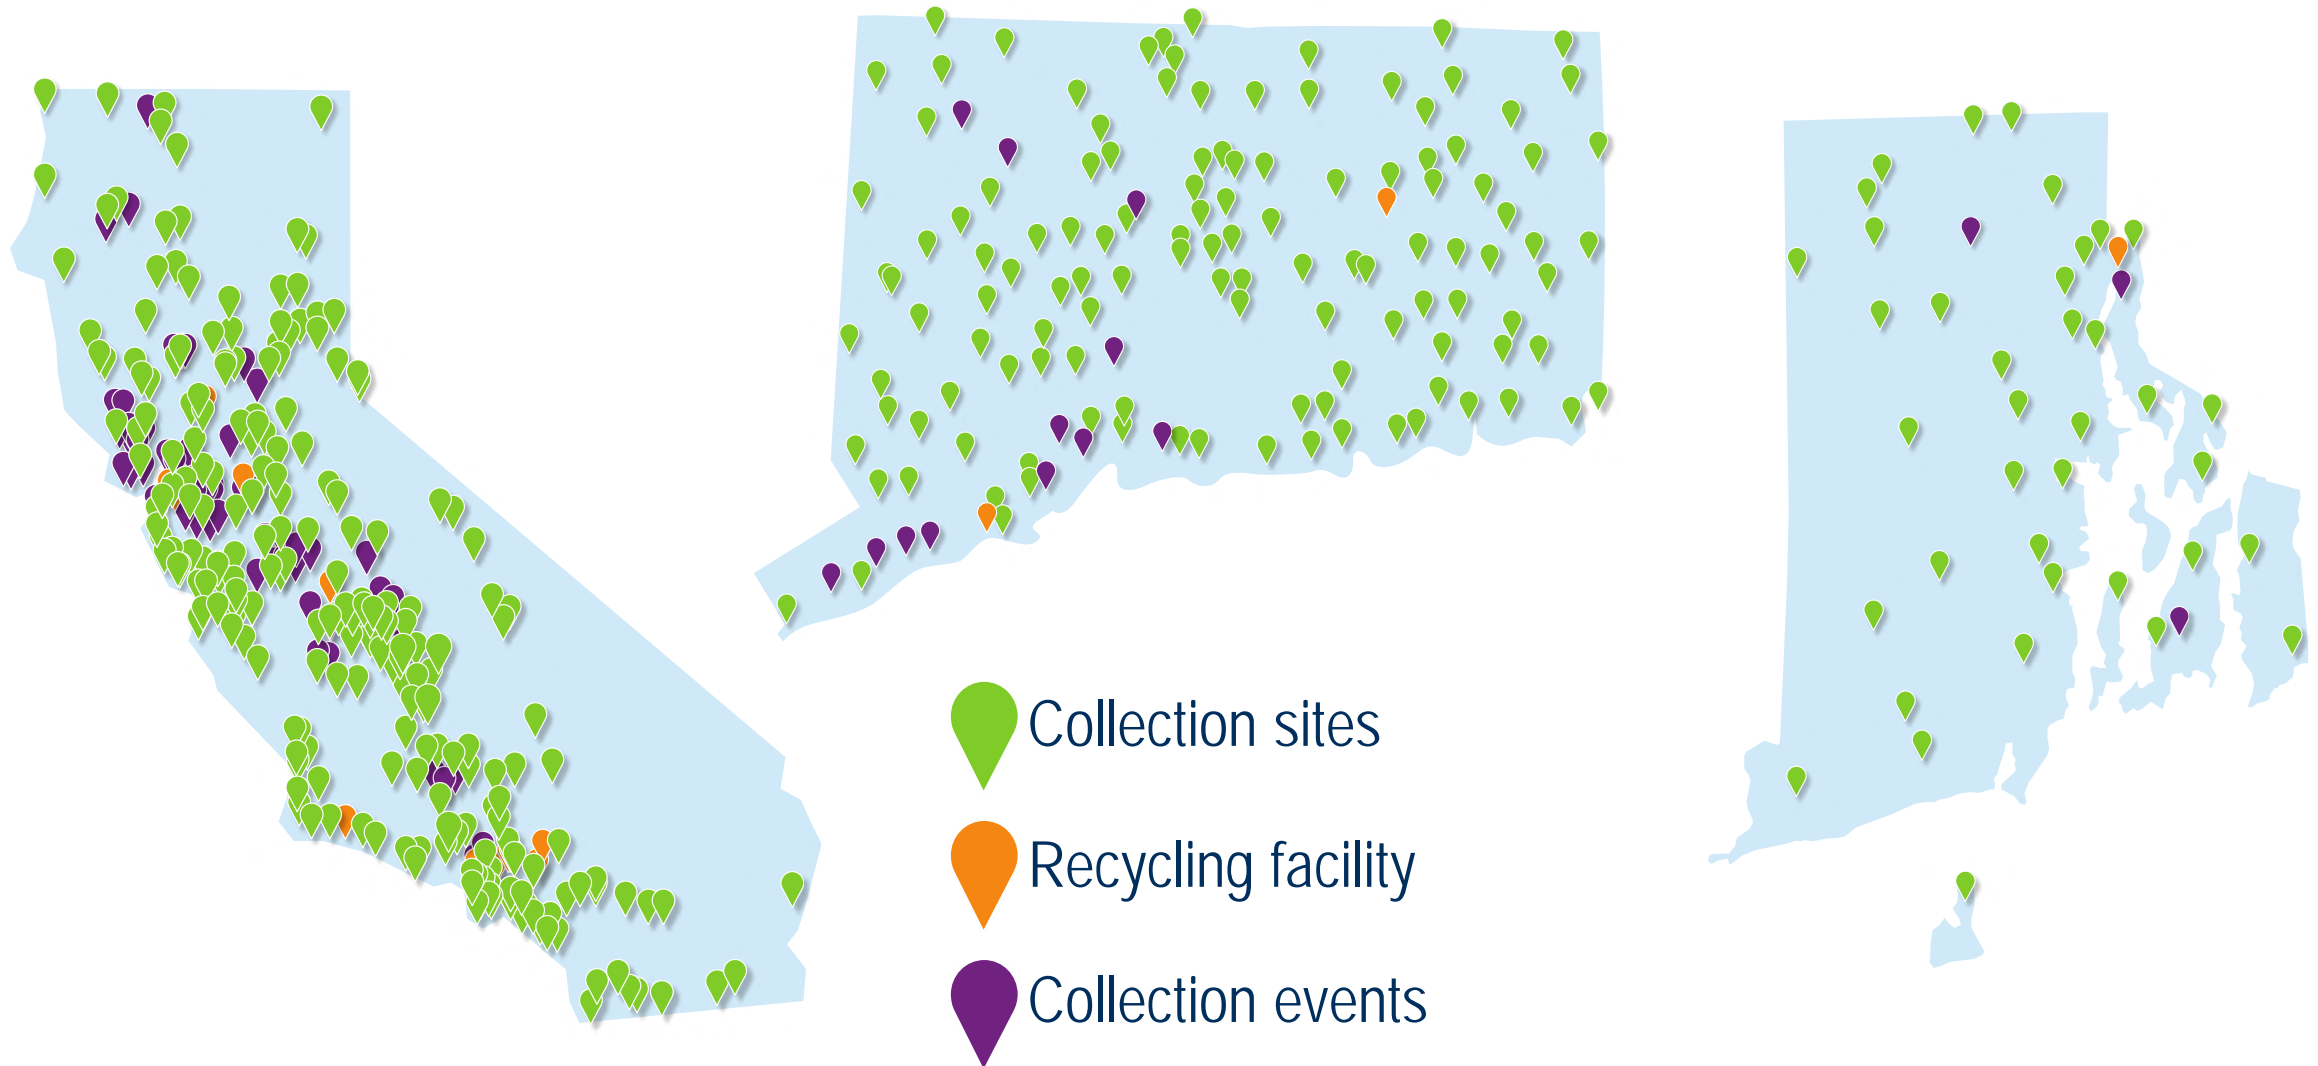 Collection sites
Recycling facility
Collection events